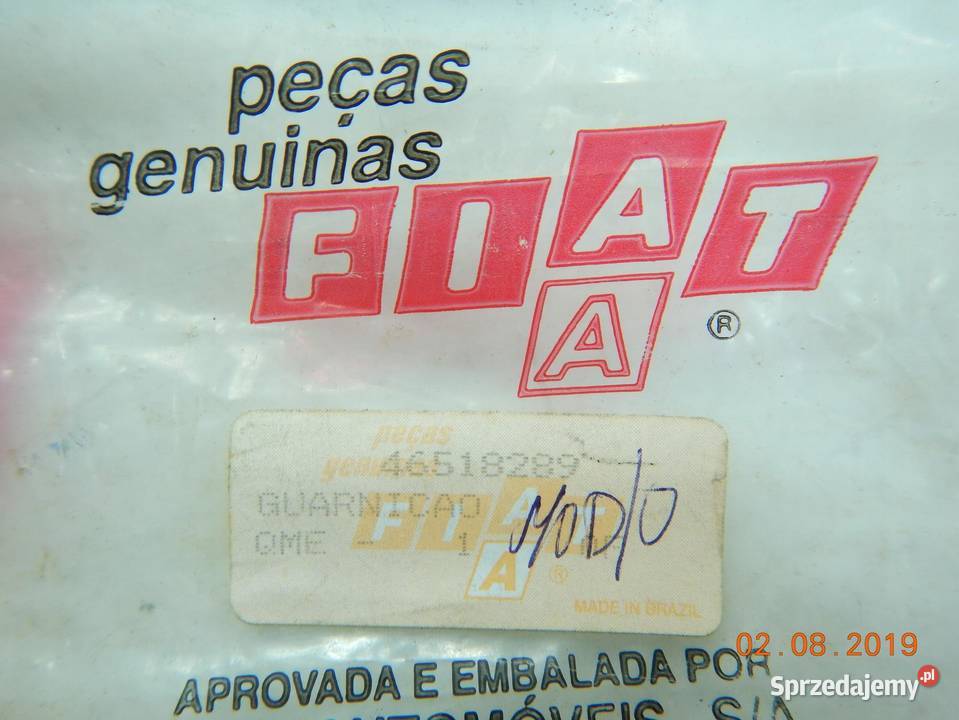 peças
genuinas
FIAT
A
®
peças
genuinas
46518289
GUARNICAO
FIAT
QME - 1
A
®
MADE IN BRAZIL
02.08.2019
APROVADA E EMBALADA POR
AUTOMÓVEIS S/A
Sprzedajemy.pl